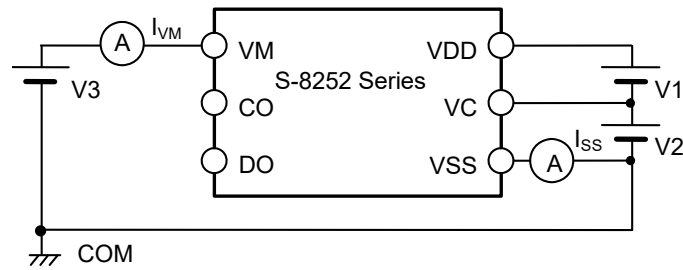 A I_VM
VM VDD
S-8252 Series
V3 V1
CO VC
V2
DO VSS A I_SS
COM